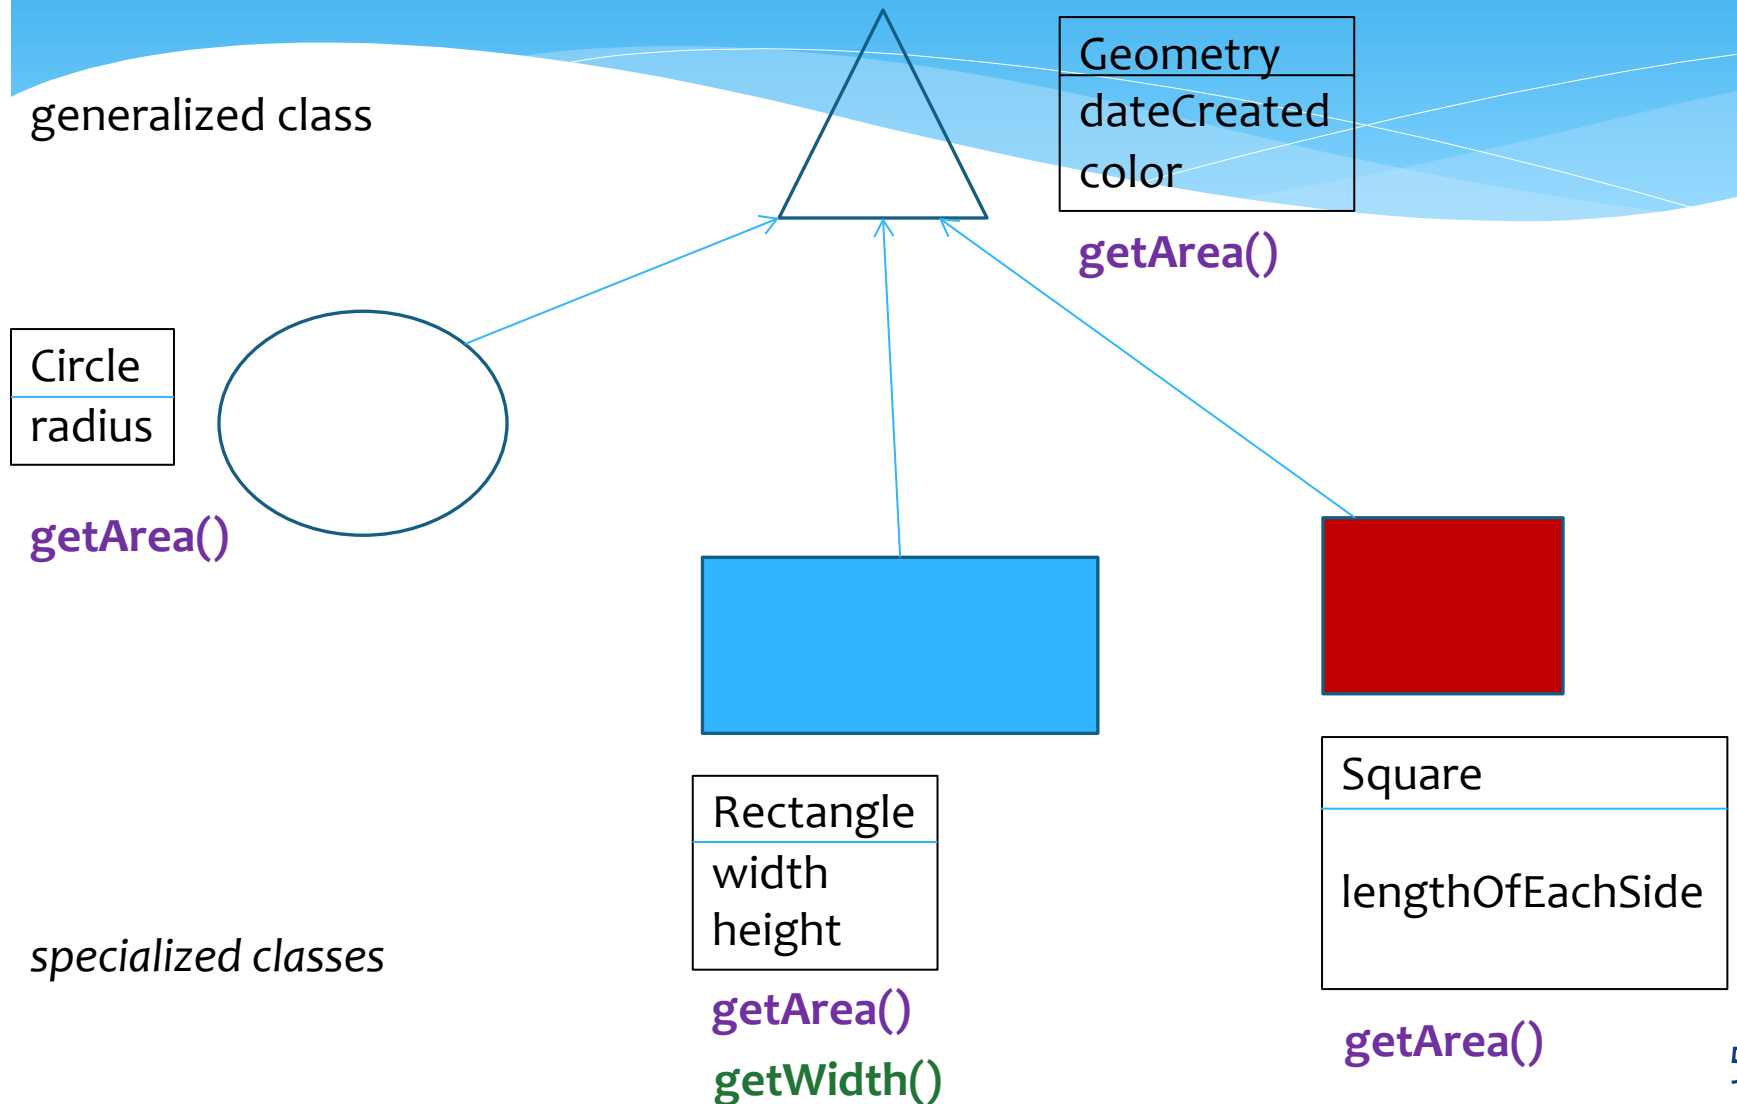 Geometry
dateCreated
color
getArea()
generalized class
Circle
radius
getArea()
Rectangle
width
height
getArea()
getWidth()
Square
lengthOfEachSide
getArea()
specialized classes
5